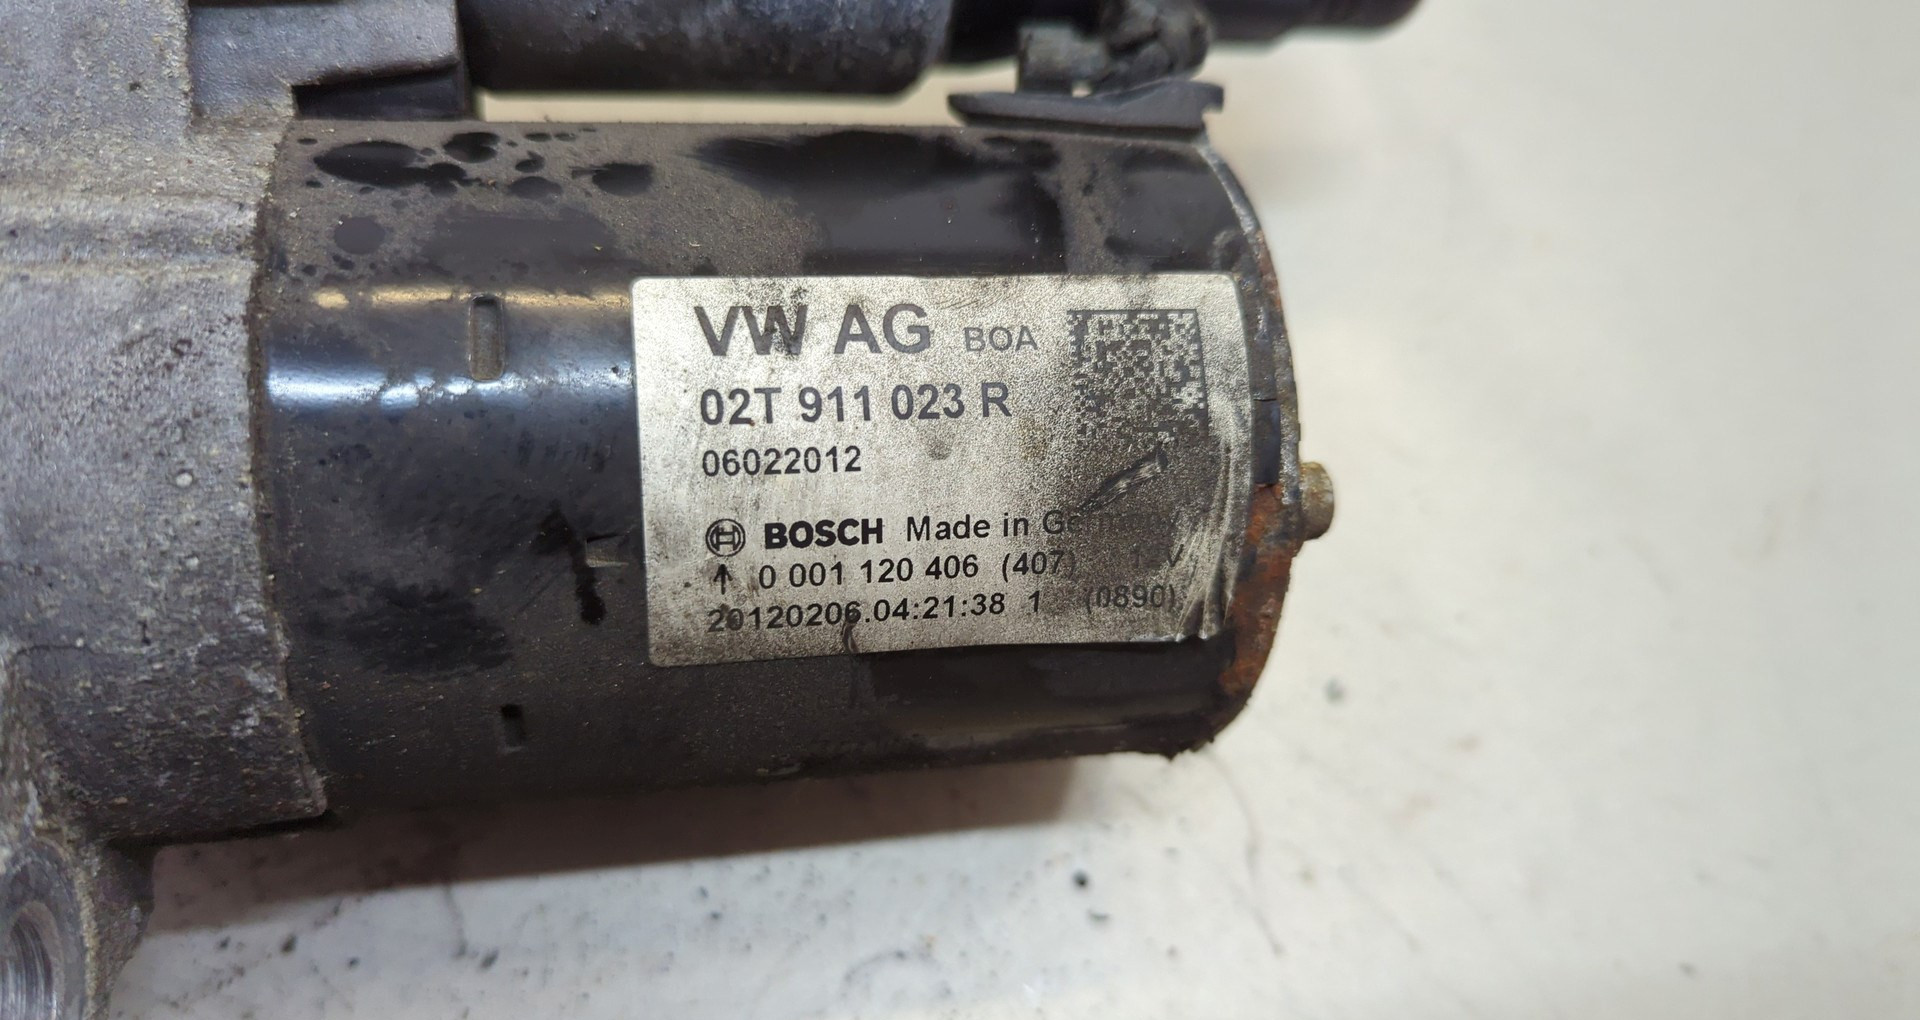 VW AG BOA
02T 911 023 R
06022012
BOSCH Made in Germany
↑ 0 001 120 406 (407)
20120206.04:21:38 1 (0890)